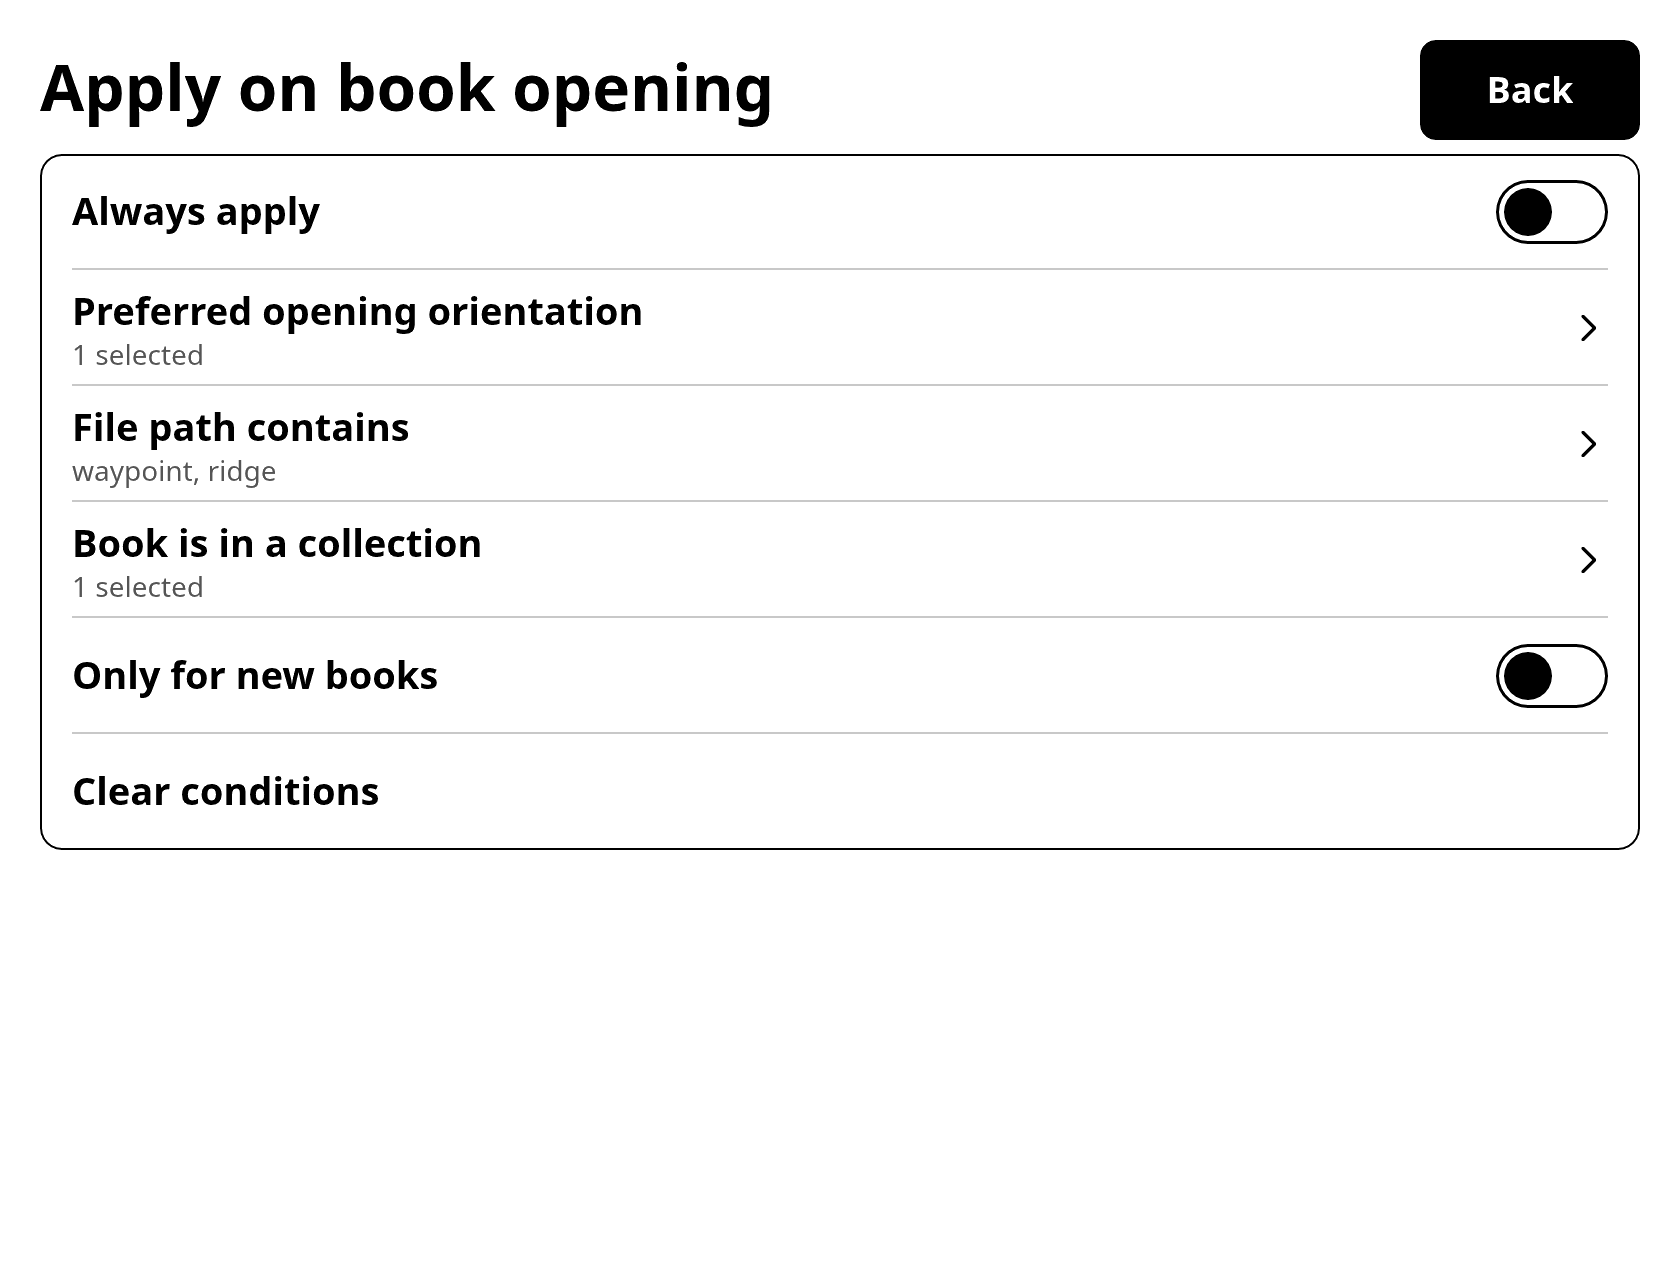 Apply on book opening
Back
Always apply
Preferred opening orientation
1 selected
File path contains
waypoint, ridge
Book is in a collection
1 selected
Only for new books
Clear conditions